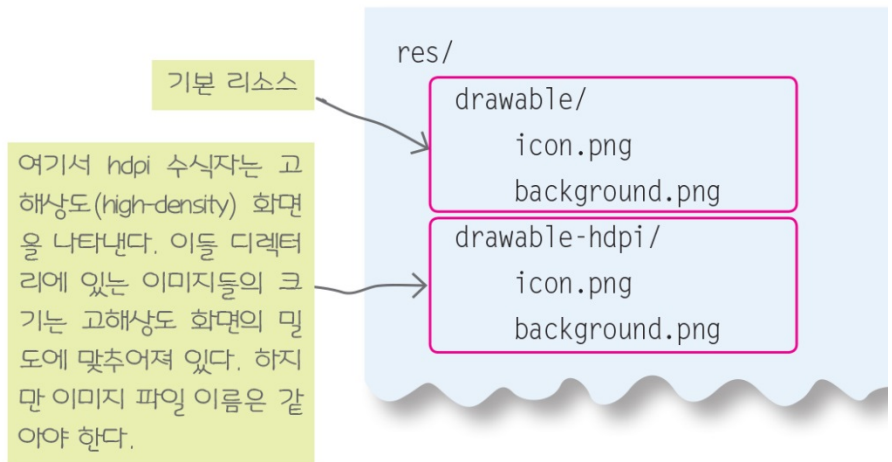 기본 리소스
여기서 hdpi 수식자는 고
해상도(high-density) 화면
을 나타낸다. 이들 디렉터
리에 있는 이미지들의 크
기는 고해상도 화면의 밀
도에 맞추어져 있다. 하지
만 이미지 파일 이름은 같
아야 한다.
res/
drawable/
icon.png
background.png
drawable-hdpi/
icon.png
background.png